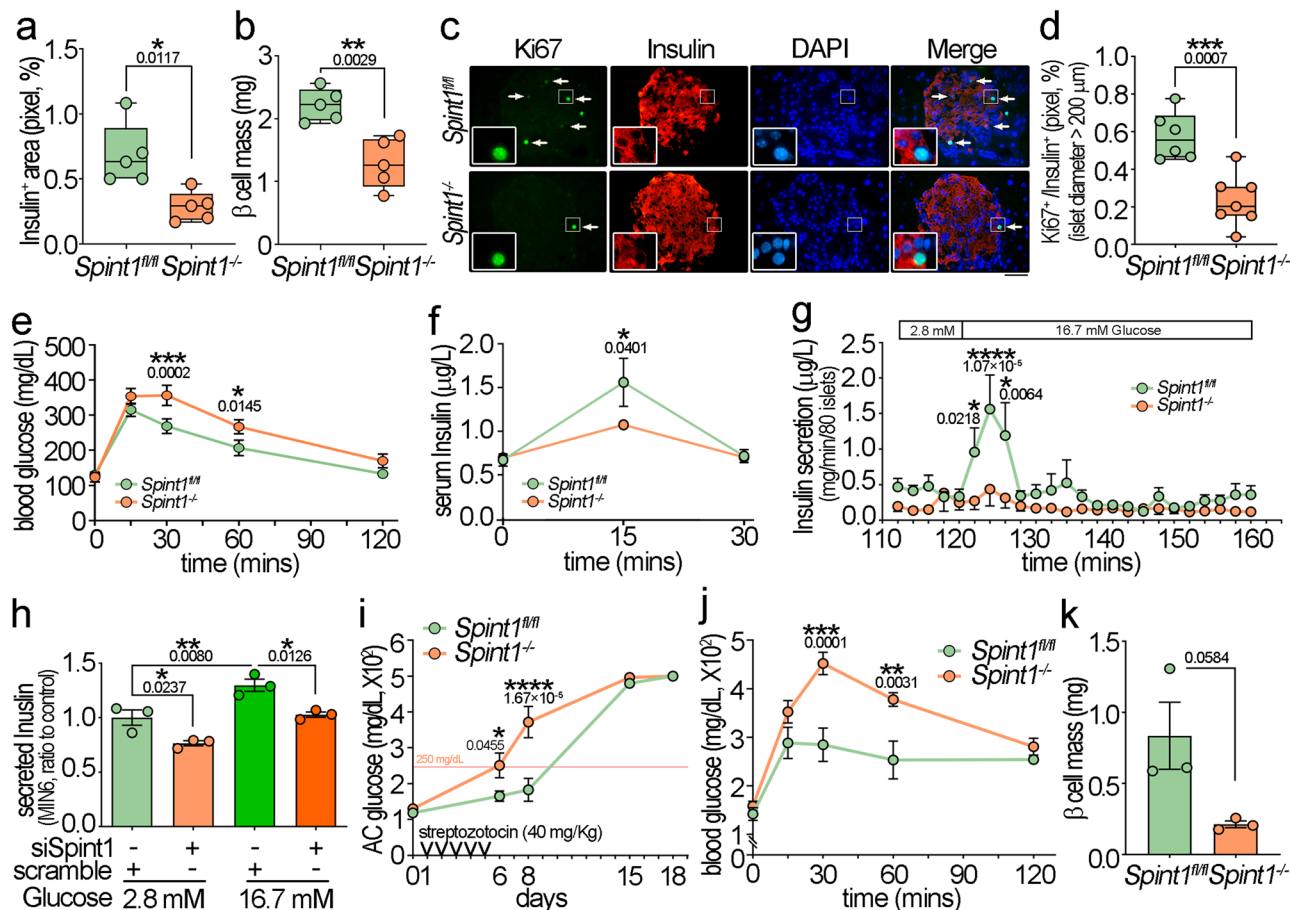 a
*
0.0117
Insulin⁺ area (pixel, %)
1.5
1.0
0.5
0.0
Spint1fl/fl Spint1-/-
b
**
0.0029
β cell mass (mg)
3
2
1
0
Spint1fl/fl Spint1-/-
c
Ki67 Insulin DAPI Merge
Spint1fl/fl
Spint1-/-
d
***
0.0007
Ki67⁺ /Insulin⁺ (pixel, %)
(islet diameter > 200 µm)
1.0
0.8
0.6
0.4
0.2
0.0
Spint1fl/fl Spint1-/-
e
blood glucose (mg/dL)
500
400
300
200
100
0
***
0.0002
*
0.0145
Spint1fl/fl
Spint1-/-
0 30 60 90 120
time (mins)
f
serum Insulin (µg/L)
2.0
1.5
1.0
0.5
0.0
*
0.0401
Spint1fl/fl
Spint1-/-
0 15 30
time (mins)
g
2.8 mM 16.7 mM Glucose
Insulin secretion (µg/L)
(mg/min/80 islets)
2.5
2.0
1.5
1.0
0.5
0.0
****
1.07×10⁻⁵
*
0.0218
*
0.0064
Spint1fl/fl
Spint1-/-
110 120 130 140 150 160
time (mins)
h
secreted Inuslin
(MIN6, ratio to control)
1.5
1.0
0.5
0.0
**
0.0080
*
0.0237
*
0.0126
siSpint1 - + - +
scramble + - + -
Glucose 2.8 mM 16.7 mM
i
Spint1fl/fl
Spint1-/-
AC glucose (mg/dL, X10²)
6
5
4
3
2
1
0
****
1.67×10⁻⁵
*
0.0455
250 mg/dL
streptozotocin (40 mg/Kg)
0 1 6 8 15 18
days
j
Spint1fl/fl
Spint1-/-
blood glucose (mg/dL, X10²)
5
4
3
2
1
0
***
0.0001
**
0.0031
0 30 60 90 120
time (mins)
k
β cell mass (mg)
1.5
1.0
0.5
0.0
0.0584
Spint1fl/fl Spint1-/-